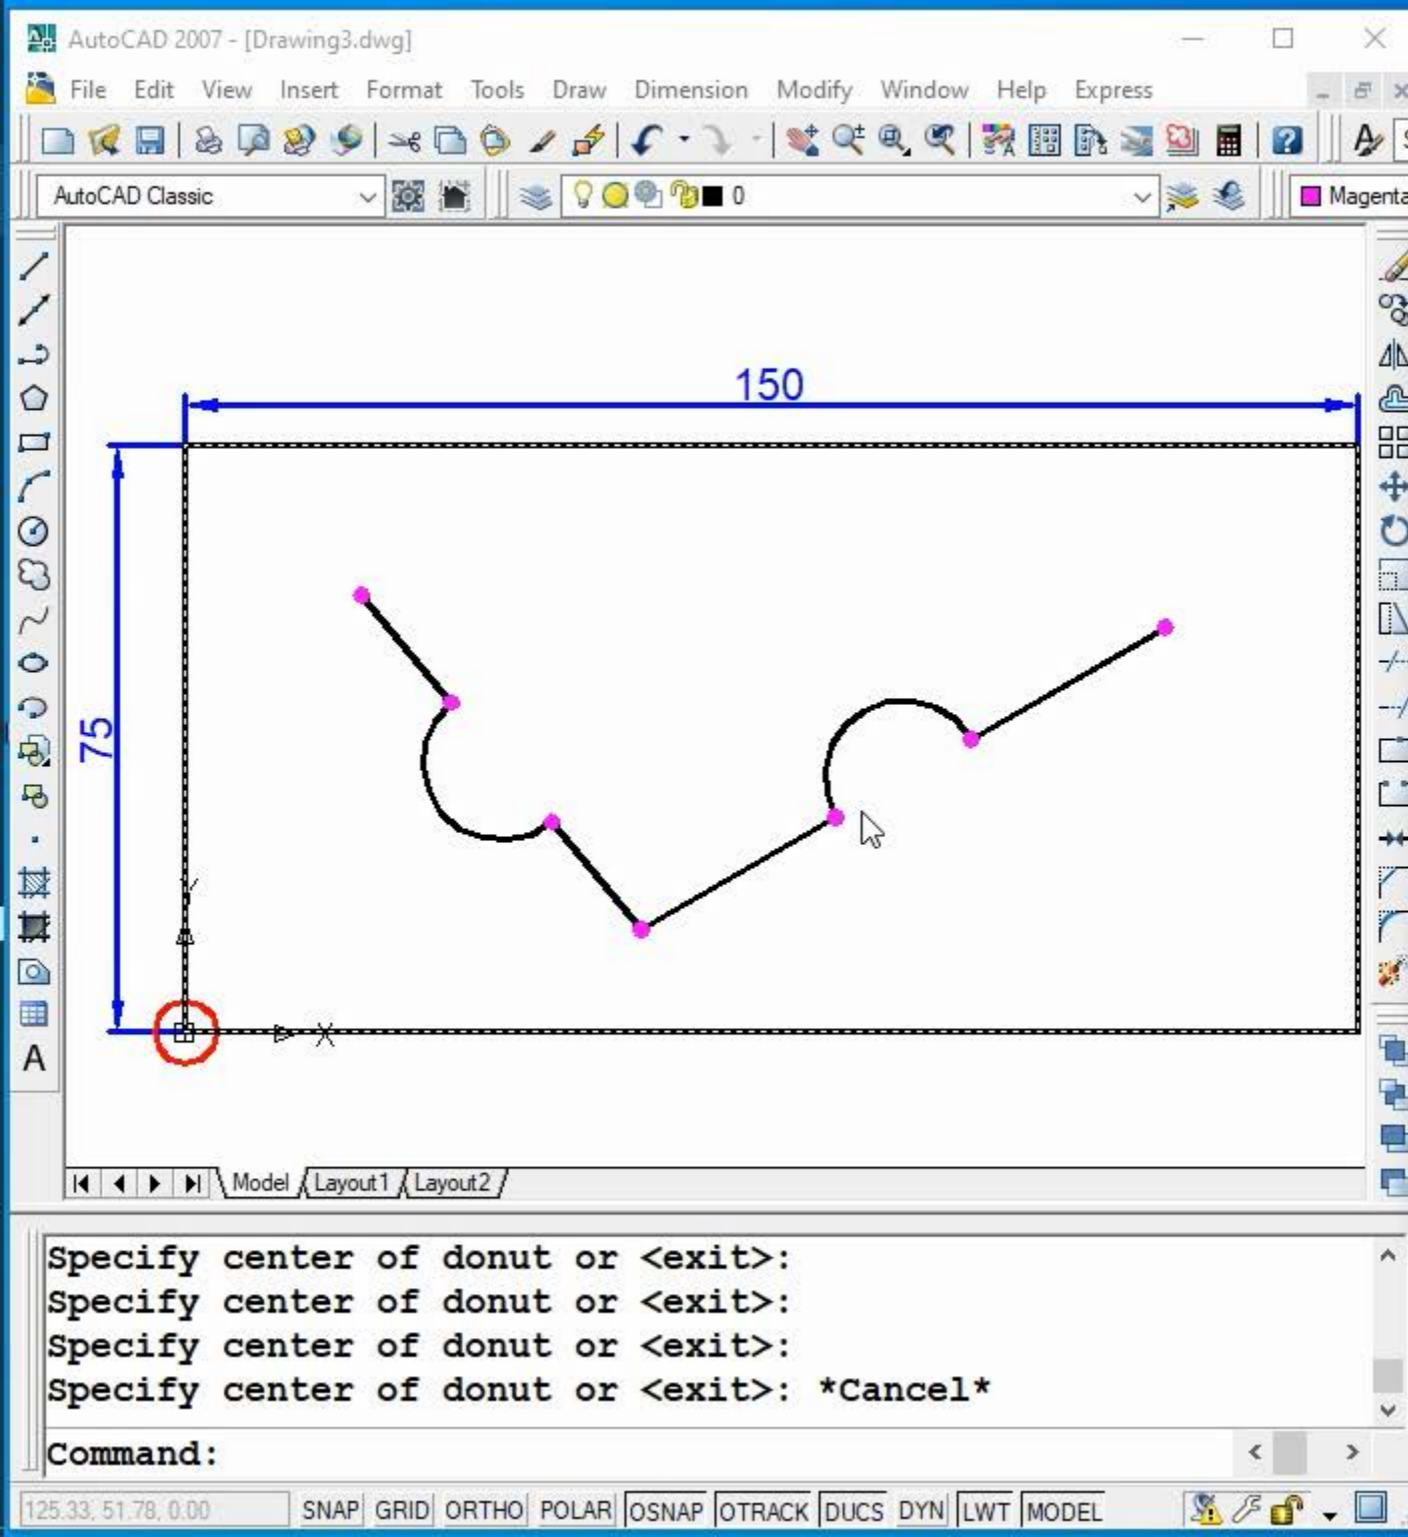 AutoCAD 2007 - [Drawing3.dwg]
File Edit View Insert Format Tools Draw Dimension Modify Window Help Express
AutoCAD Classic 0 Magenta
150
75
Y
X
A
Model Layout1 Layout2
Specify center of donut or <exit>:
Specify center of donut or <exit>:
Specify center of donut or <exit>:
Specify center of donut or <exit>: *Cancel*
Command:
125.33, 51.78, 0.00 SNAP GRID ORTHO POLAR OSNAP OTRACK DUCS DYN LWT MODEL